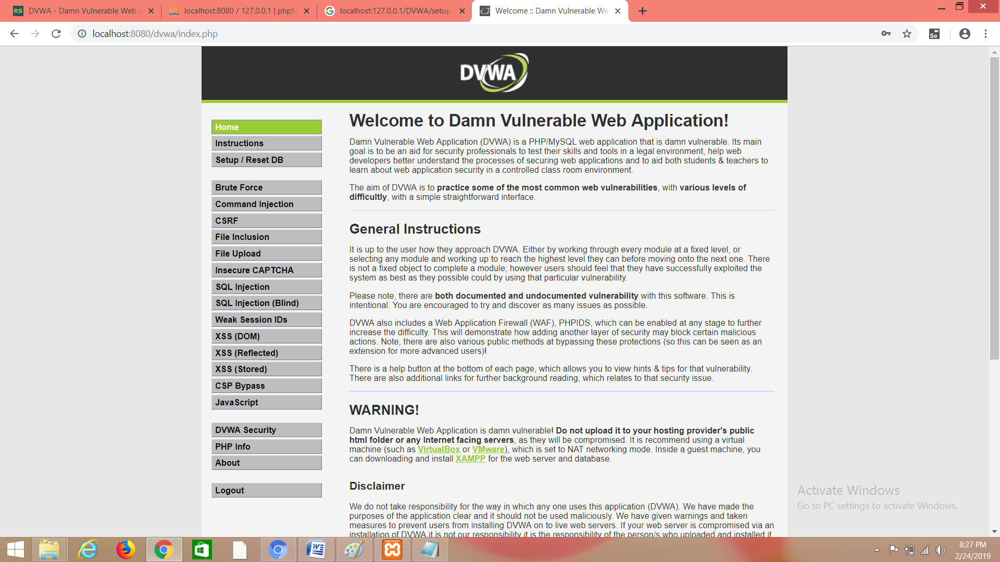 DVWA - Damn Vulnerable Web A
localhost:8080 / 127.0.0.1 | phpM
localhost:127.0.0.1/DVWA/setup.p
Welcome :: Damn Vulnerable We
localhost:8080/dvwa/index.php
DVWA
Home
Instructions
Setup / Reset DB
Brute Force
Command Injection
CSRF
File Inclusion
File Upload
Insecure CAPTCHA
SQL Injection
SQL Injection (Blind)
Weak Session IDs
XSS (DOM)
XSS (Reflected)
XSS (Stored)
CSP Bypass
JavaScript
DVWA Security
PHP Info
About
Logout
Welcome to Damn Vulnerable Web Application!
Damn Vulnerable Web Application (DVWA) is a PHP/MySQL web application that is damn vulnerable. Its main
goal is to be an aid for security professionals to test their skills and tools in a legal environment, help web
developers better understand the processes of securing web applications and to aid both students & teachers to
learn about web application security in a controlled class room environment.
The aim of DVWA is to practice some of the most common web vulnerabilities, with various levels of
difficultly, with a simple straightforward interface.
General Instructions
It is up to the user how they approach DVWA. Either by working through every module at a fixed level, or
selecting any module and working up to reach the highest level they can before moving onto the next one. There
is not a fixed object to complete a module; however users should feel that they have successfully exploited the
system as best as they possible could by using that particular vulnerability.
Please note, there are both documented and undocumented vulnerability with this software. This is
intentional. You are encouraged to try and discover as many issues as possible.
DVWA also includes a Web Application Firewall (WAF), PHPIDS, which can be enabled at any stage to further
increase the difficulty. This will demonstrate how adding another layer of security may block certain malicious
actions. Note, there are also various public methods at bypassing these protections (so this can be seen as an
extension for more advanced users)!
There is a help button at the bottom of each page, which allows you to view hints & tips for that vulnerability.
There are also additional links for further background reading, which relates to that security issue.
WARNING!
Damn Vulnerable Web Application is damn vulnerable! Do not upload it to your hosting provider's public
html folder or any Internet facing servers, as they will be compromised. It is recommend using a virtual
machine (such as VirtualBox or VMware), which is set to NAT networking mode. Inside a guest machine, you
can downloading and install XAMPP for the web server and database.
Disclaimer
We do not take responsibility for the way in which any one uses this application (DVWA). We have made the
purposes of the application clear and it should not be used maliciously. We have given warnings and taken
measures to prevent users from installing DVWA on to live web servers. If your web server is compromised via an
installation of DVWA it is not our responsibility it is the responsibility of the person/s who uploaded and installed it
Activate Windows
Go to PC settings to activate Windows.
8:27 PM
2/24/2019